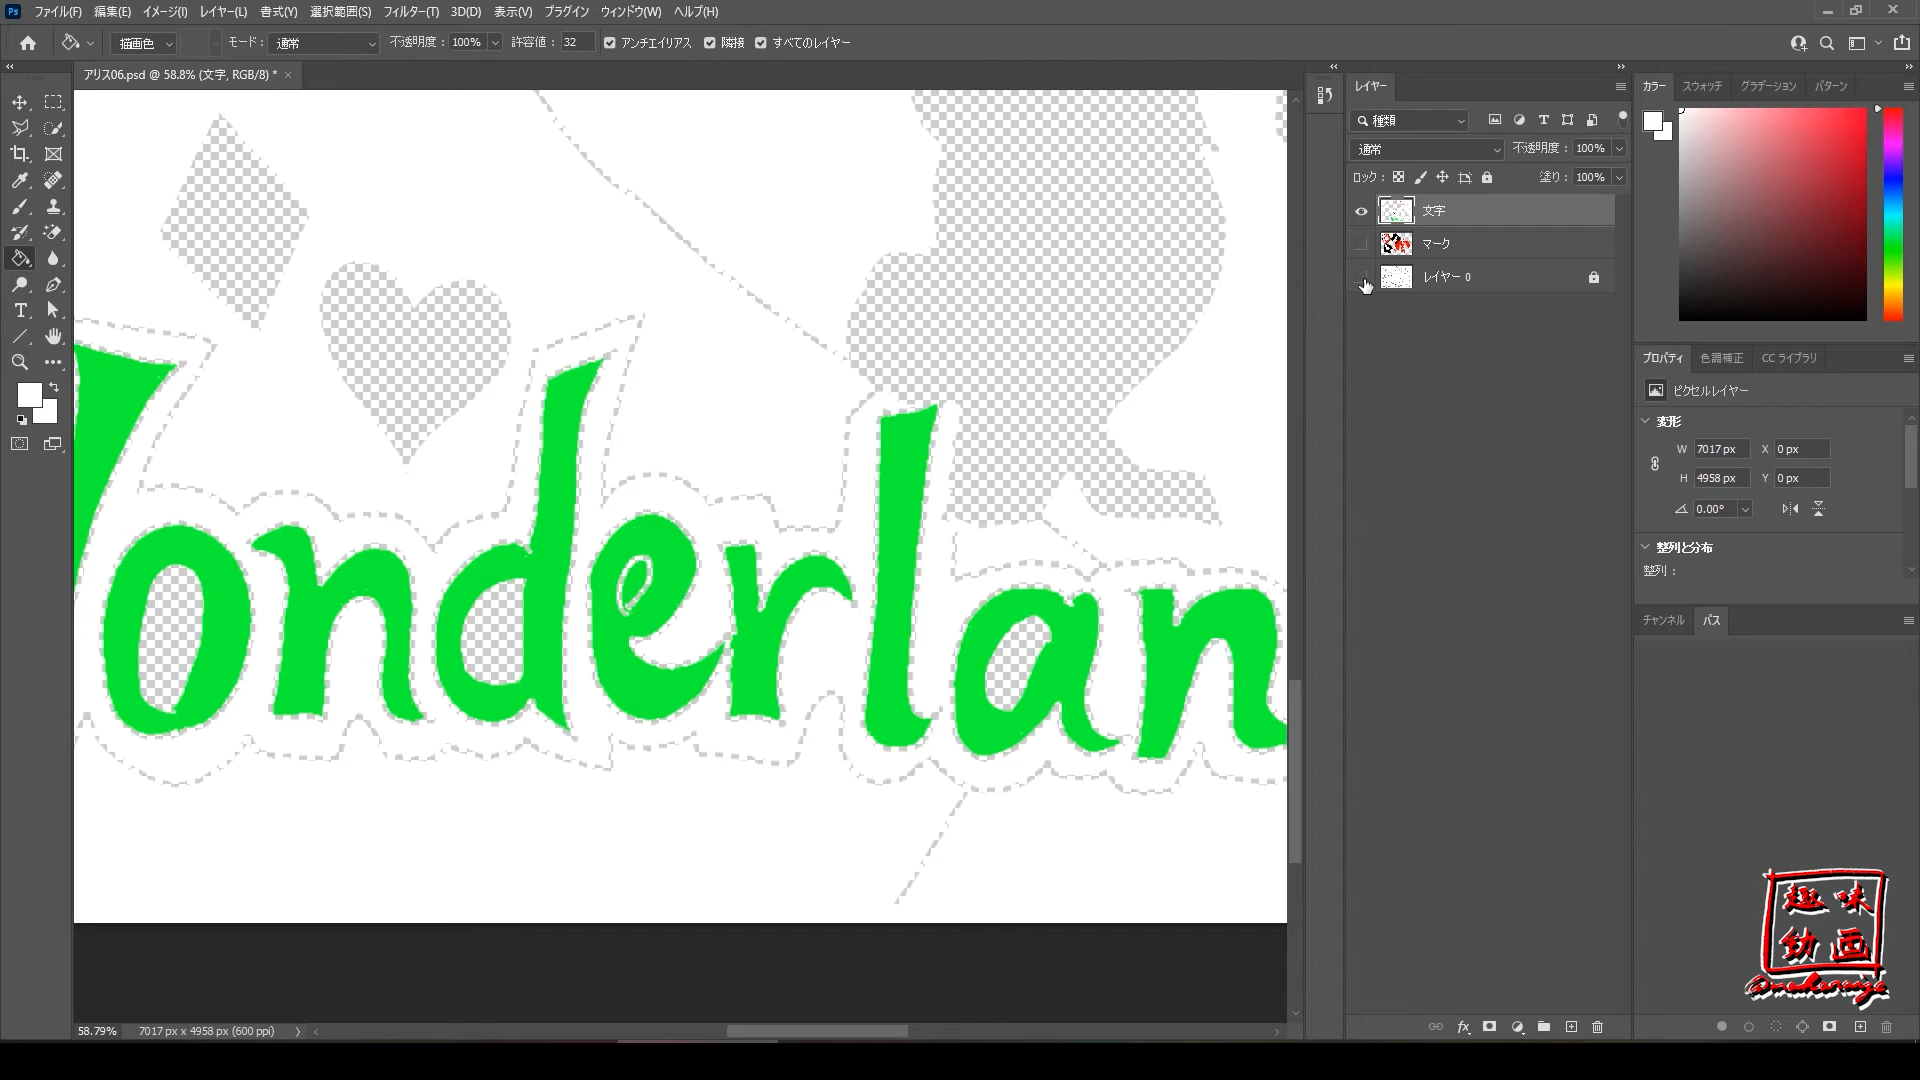 Ps ファイル(F) 編集(E) イメージ(I) レイヤー(L) 書式(Y) 選択範囲(S) フィルター(T) 3D(D) 表示(V) プラグイン ウィンドウ(W) ヘルプ(H)
描画色 モード : 通常 不透明度 : 100% 許容値 : 32 アンチエイリアス 隣接 すべてのレイヤー
アリス06.psd @ 58.8% (文字, RGB/8) * ×
onderlan
58.79% 7017 px x 4958 px (600 ppi)
レイヤー
種類
通常 不透明度 : 100%
ロック : 塗り : 100%
文字
マーク
レイヤー 0
fx
カラー スウォッチ グラデーション パターン
プロパティ 色調補正 CC ライブラリ
ピクセルレイヤー
変形
W 7017 px X 0 px
H 4958 px Y 0 px
0.00°
整列と分布
整列 :
チャンネル パス
趣味
動画